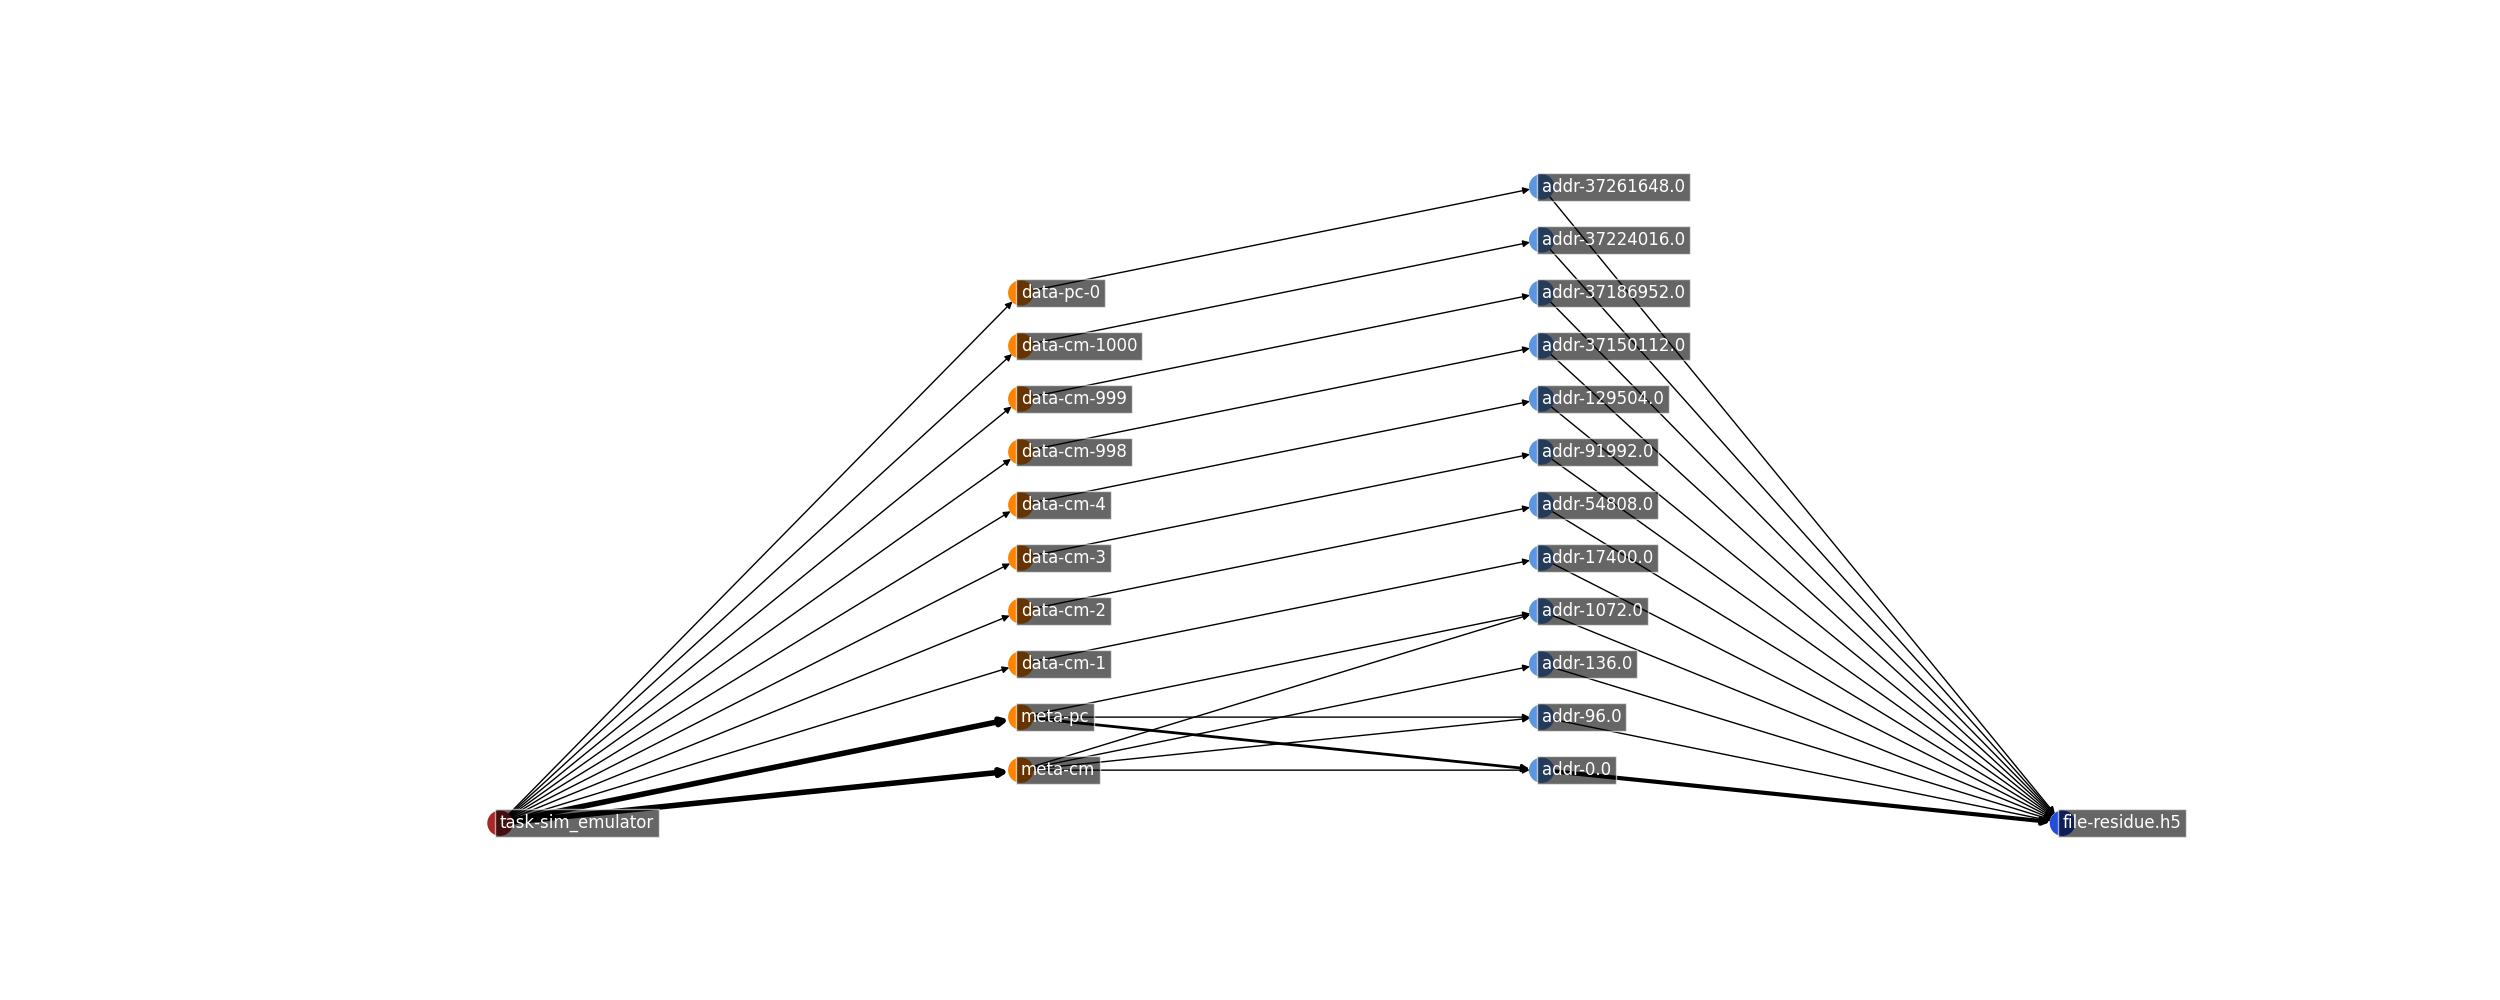 addr-37261648.0
addr-37224016.0
data-pc-0
addr-37186952.0
data-cm-1000
addr-37150112.0
data-cm-999
addr-129504.0
data-cm-998
addr-91992.0
data-cm-4
addr-54808.0
data-cm-3
addr-17400.0
data-cm-2
addr-1072.0
data-cm-1
addr-136.0
meta-pc
addr-96.0
meta-cm
addr-0.0
task-sim_emulator
file-residue.h5